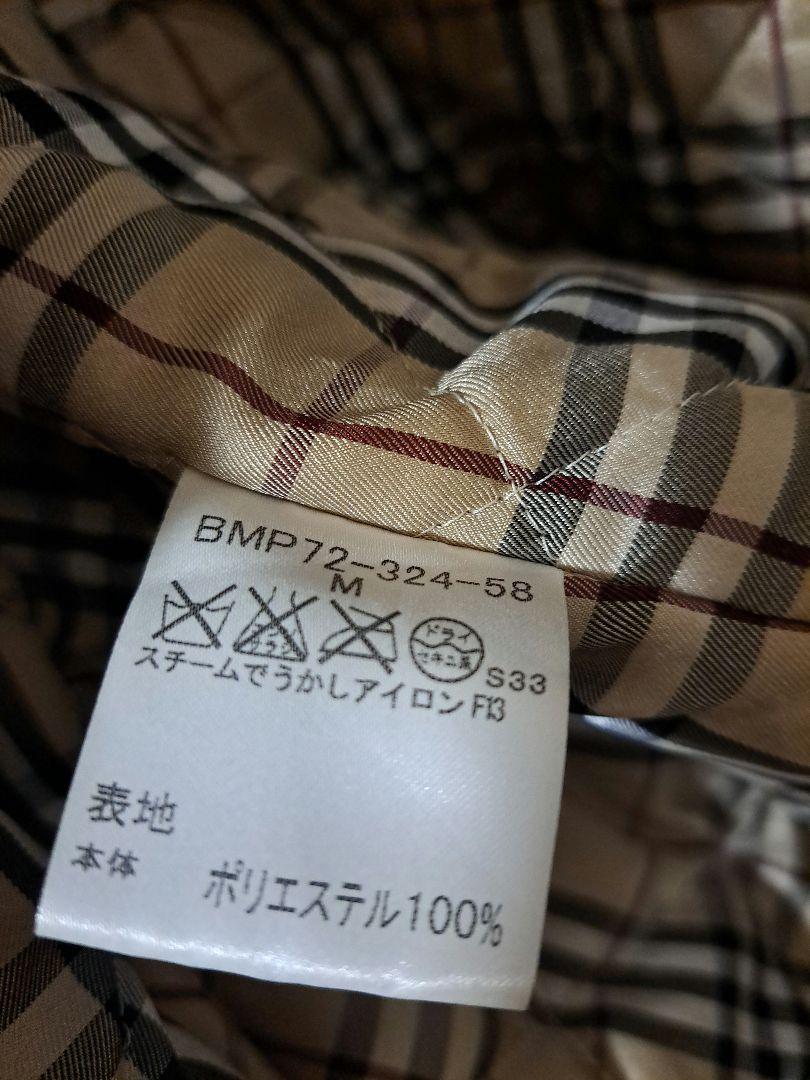 BMP72-324-58
M
ドライ
セキユ系
S33
スチームでうかしアイロン F13
表地
本体
ポリエステル100%